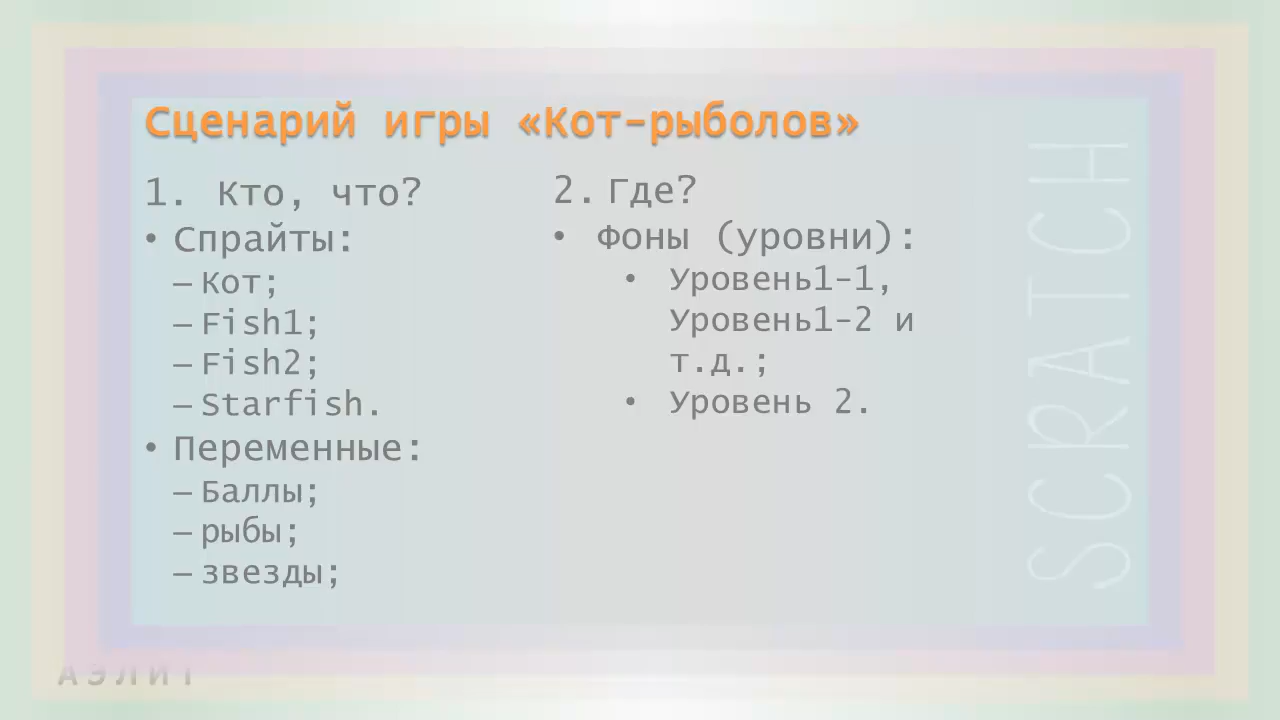 Сценарий игры «Кот-рыболов»
1. Кто, что?
• Спрайты:
– Кот;
– Fish1;
– Fish2;
– Starfish.
• Переменные:
– Баллы;
– рыбы;
– звезды;
2. Где?
• Фоны (уровни):
• Уровень1-1,
Уровень1-2 и
т.д.;
• Уровень 2.
SCRATCH